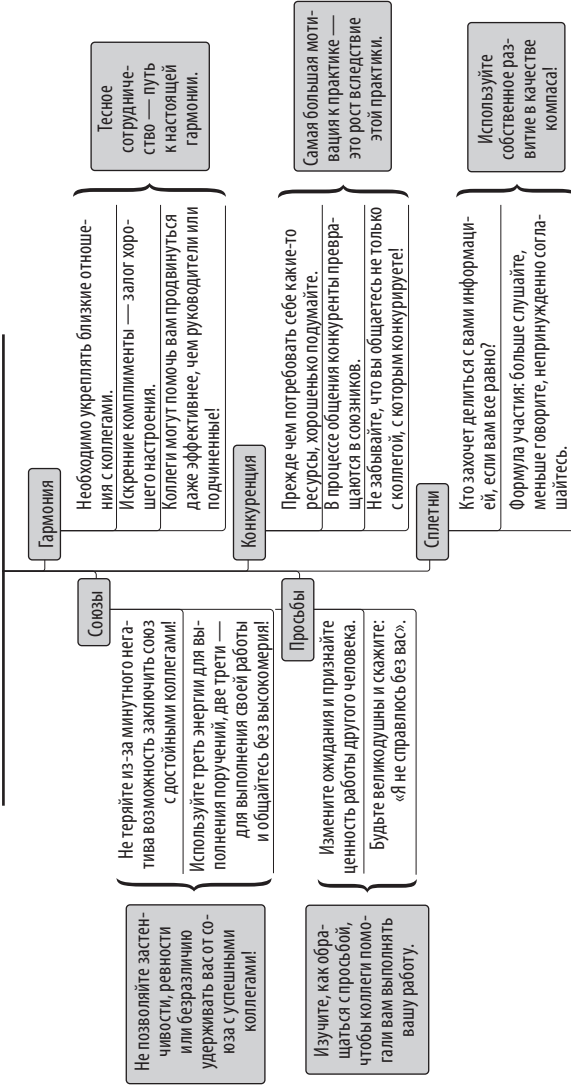 Гармония
Необходимо укреплять близкие отноше-
ния с коллегами.
Искренние комплименты — залог хоро-
шего настроения.
Коллеги могут помочь вам продвинуться
даже эффективнее, чем руководители или
подчиненные!
Тесное
сотрудниче-
ство — путь
к настоящей
гармонии.
Союзы
Не теряйте из-за минутного нега-
тива возможность заключить союз
с достойными коллегами!
Используйте треть энергии для вы-
полнения поручений, две трети —
для выполнения своей работы
и общайтесь без высокомерия!
Не позволяйте застен-
чивости, ревности
или безразличию
удерживать вас от со-
юза с успешными
коллегами!
Конкуренция
Прежде чем потребовать себе какие-то
ресурсы, хорошенько подумайте.
В процессе общения конкуренты превра-
щаются в союзников.
Не забывайте, что вы общаетесь не только
с коллегой, с которым конкурируете!
Самая большая моти-
вация к практике —
это рост вследствие
этой практики.
Просьбы
Измените ожидания и признайте
ценность работы другого человека.
Будьте великодушны и скажите:
«Я не справлюсь без вас».
Изучите, как обра-
щаться с просьбой,
чтобы коллеги помо-
гали вам выполнять
вашу работу.
Сплетни
Кто захочет делиться с вами информаци-
ей, если вам все равно?
Формула участия: больше слушайте,
меньше говорите, непринужденно согла-
шайтесь.
Используйте
собственное раз-
витие в качестве
компаса!